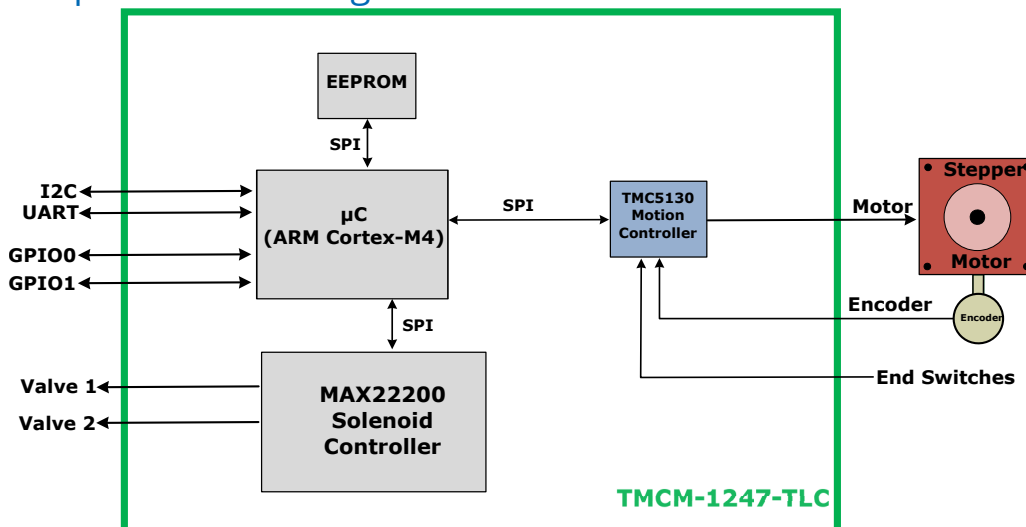 EEPROM
SPI
I2C
UART
GPIO0
GPIO1
µC
(ARM Cortex-M4)
SPI
TMC5130
Motion
Controller
Motor
Stepper
Motor
Encoder
Encoder
End Switches
SPI
Valve 1
Valve 2
MAX22200
Solenoid
Controller
TMCM-1247-TLC